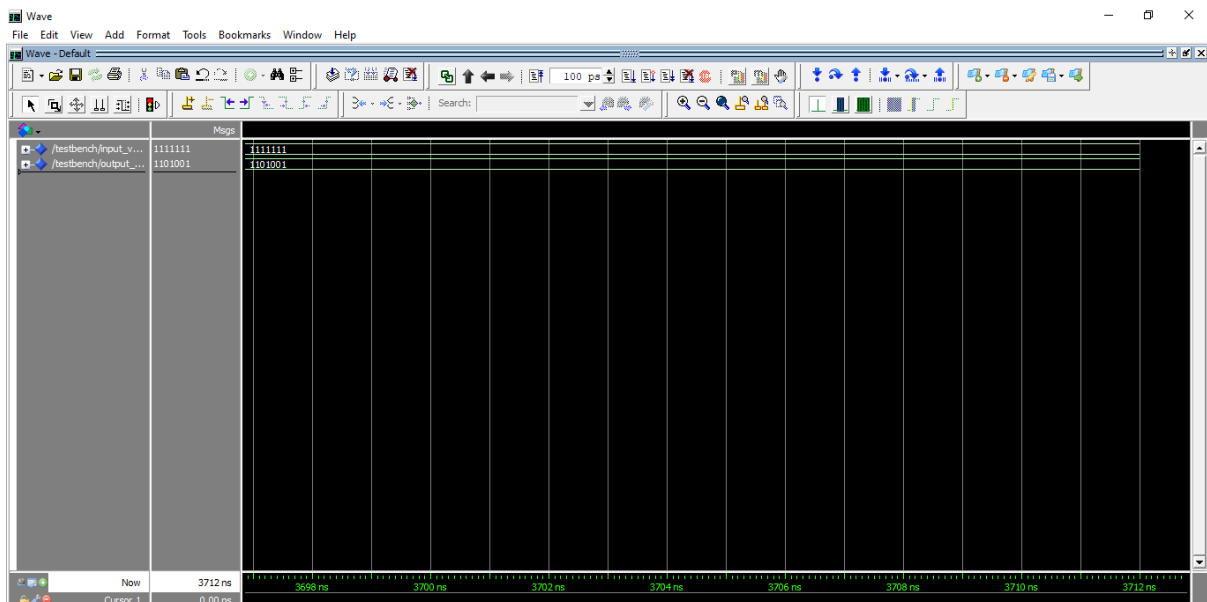 Wave
File Edit View Add Format Tools Bookmarks Window Help
Wave - Default
100 ps
Search:
Msgs
/testbench/input_v... 1111111 1111111
/testbench/output_... 1101001 1101001
Now 3712 ns 3698 ns 3700 ns 3702 ns 3704 ns 3706 ns 3708 ns 3710 ns 3712 ns
Cursor 1 0.00 ns